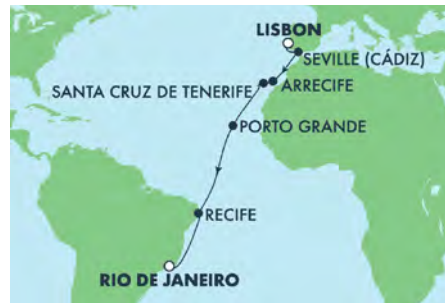 LISBON
SEVILLE (CÁDIZ)
SANTA CRUZ DE TENERIFE
ARRECIFE
PORTO GRANDE
RECIFE
RIO DE JANEIRO